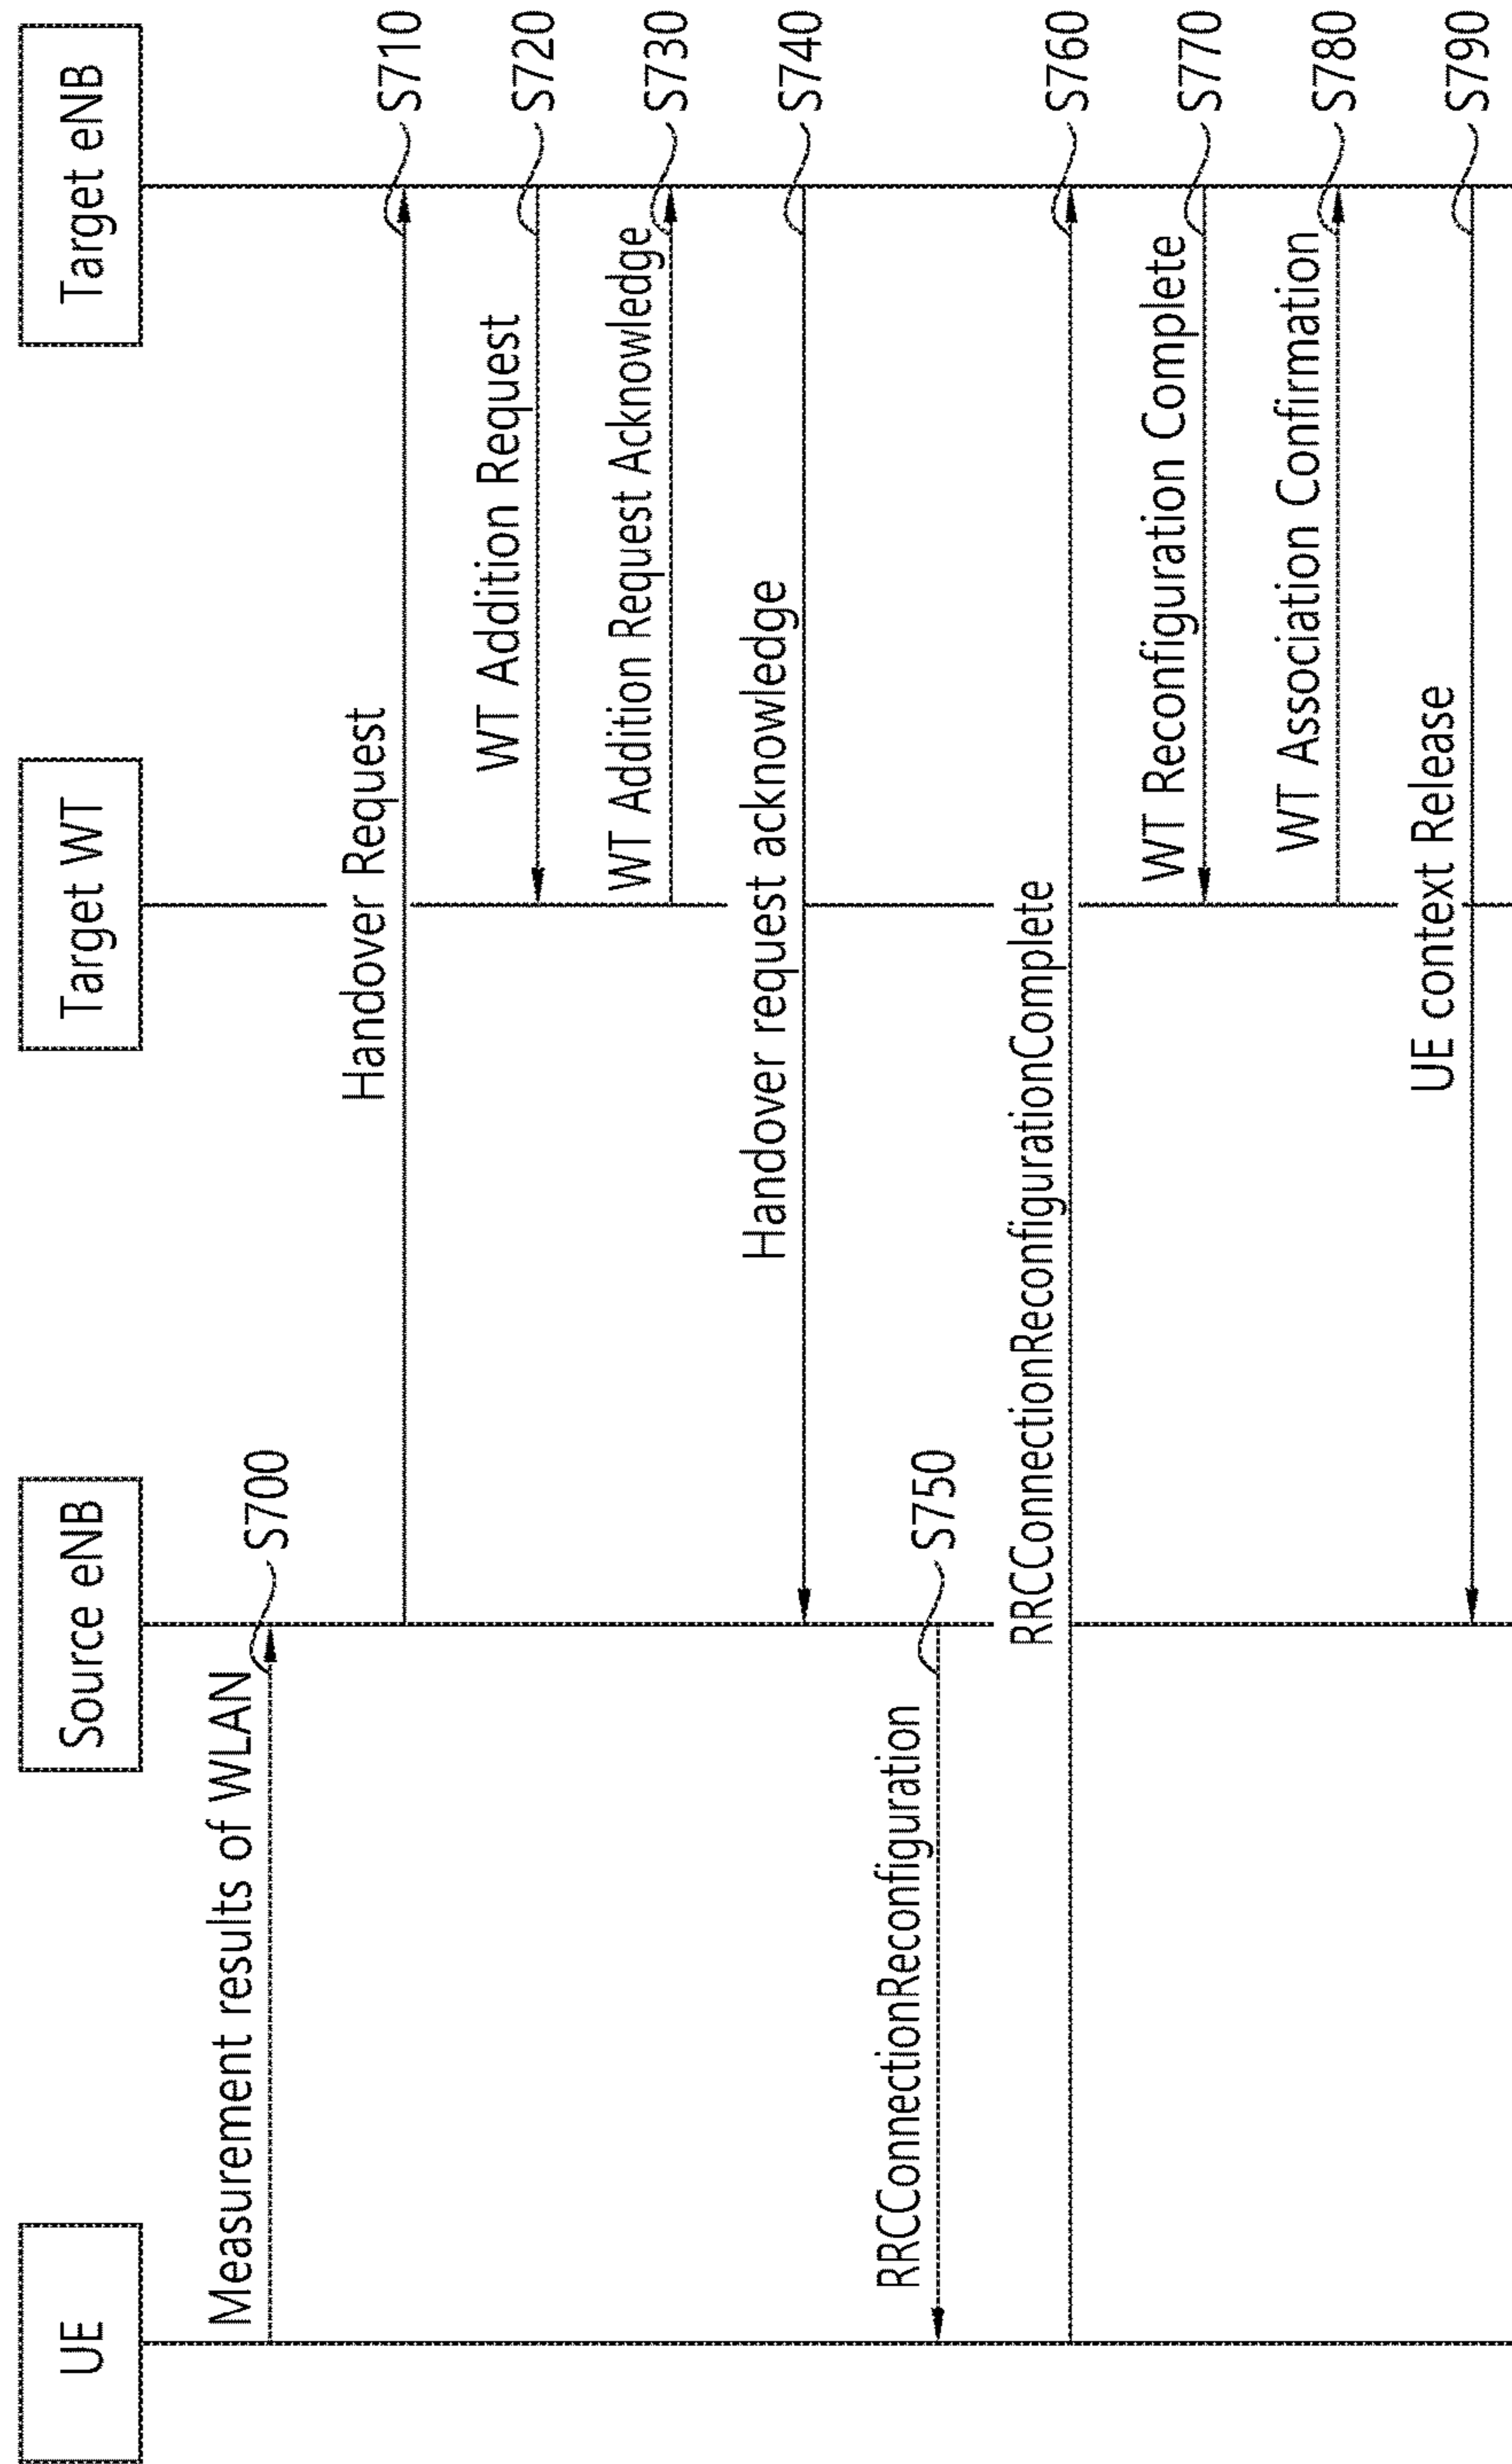 UE
Source eNB
Target WT
Target eNB
Measurement results of WLAN
S700
Handover Request
S710
WT Addition Request
S720
WT Addition Request Acknowledge
S730
Handover request acknowledge
S740
RRCConnectionReconfiguration
S750
RRCConnectionReconfigurationComplete
S760
WT Reconfiguration Complete
S770
WT Association Confirmation
S780
UE context Release
S790